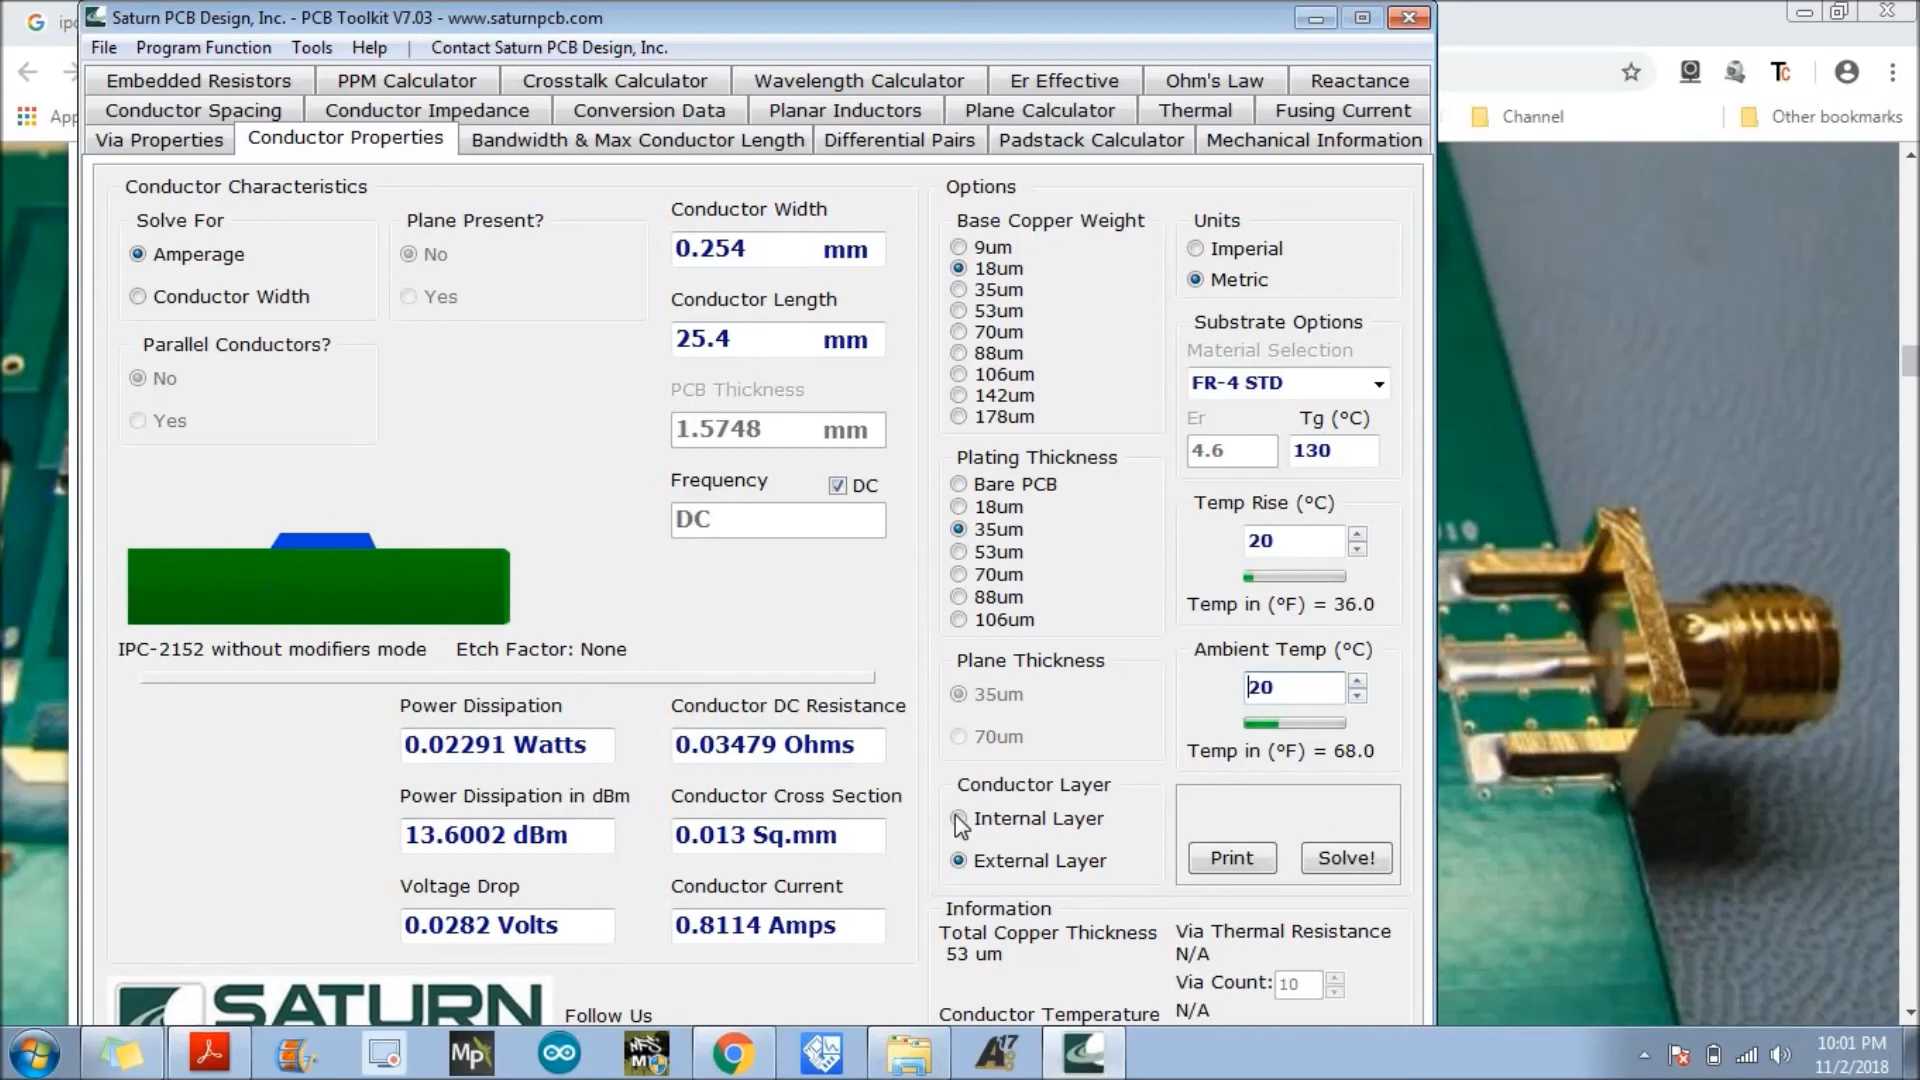 Saturn PCB Design, Inc. - PCB Toolkit V7.03 - www.saturnpcb.com
File Program Function Tools Help | Contact Saturn PCB Design, Inc.
Embedded Resistors PPM Calculator Crosstalk Calculator Wavelength Calculator Er Effective Ohm's Law Reactance
Conductor Spacing Conductor Impedance Conversion Data Planar Inductors Plane Calculator Thermal Fusing Current
Via Properties Conductor Properties Bandwidth & Max Conductor Length Differential Pairs Padstack Calculator Mechanical Information
Channel
Other bookmarks
Conductor Characteristics
Solve For
Amperage
Conductor Width
Plane Present?
No
Yes
Parallel Conductors?
No
Yes
Conductor Width
0.254 mm
Conductor Length
25.4 mm
PCB Thickness
1.5748 mm
Frequency DC
DC
IPC-2152 without modifiers mode Etch Factor: None
Power Dissipation
0.02291 Watts
Conductor DC Resistance
0.03479 Ohms
Power Dissipation in dBm
13.6002 dBm
Conductor Cross Section
0.013 Sq.mm
Voltage Drop
0.0282 Volts
Conductor Current
0.8114 Amps
SATURN
Follow Us
Options
Base Copper Weight
9um
18um
35um
53um
70um
88um
106um
142um
178um
Plating Thickness
Bare PCB
18um
35um
53um
70um
88um
106um
Plane Thickness
35um
70um
Conductor Layer
Internal Layer
External Layer
Units
Imperial
Metric
Substrate Options
Material Selection
FR-4 STD
Er Tg (°C)
4.6 130
Temp Rise (°C)
20
Temp in (°F) = 36.0
Ambient Temp (°C)
20
Temp in (°F) = 68.0
Print Solve!
Information
Total Copper Thickness
53 um
Conductor Temperature
Via Thermal Resistance
N/A
Via Count: 10
N/A
10:01 PM
11/2/2018